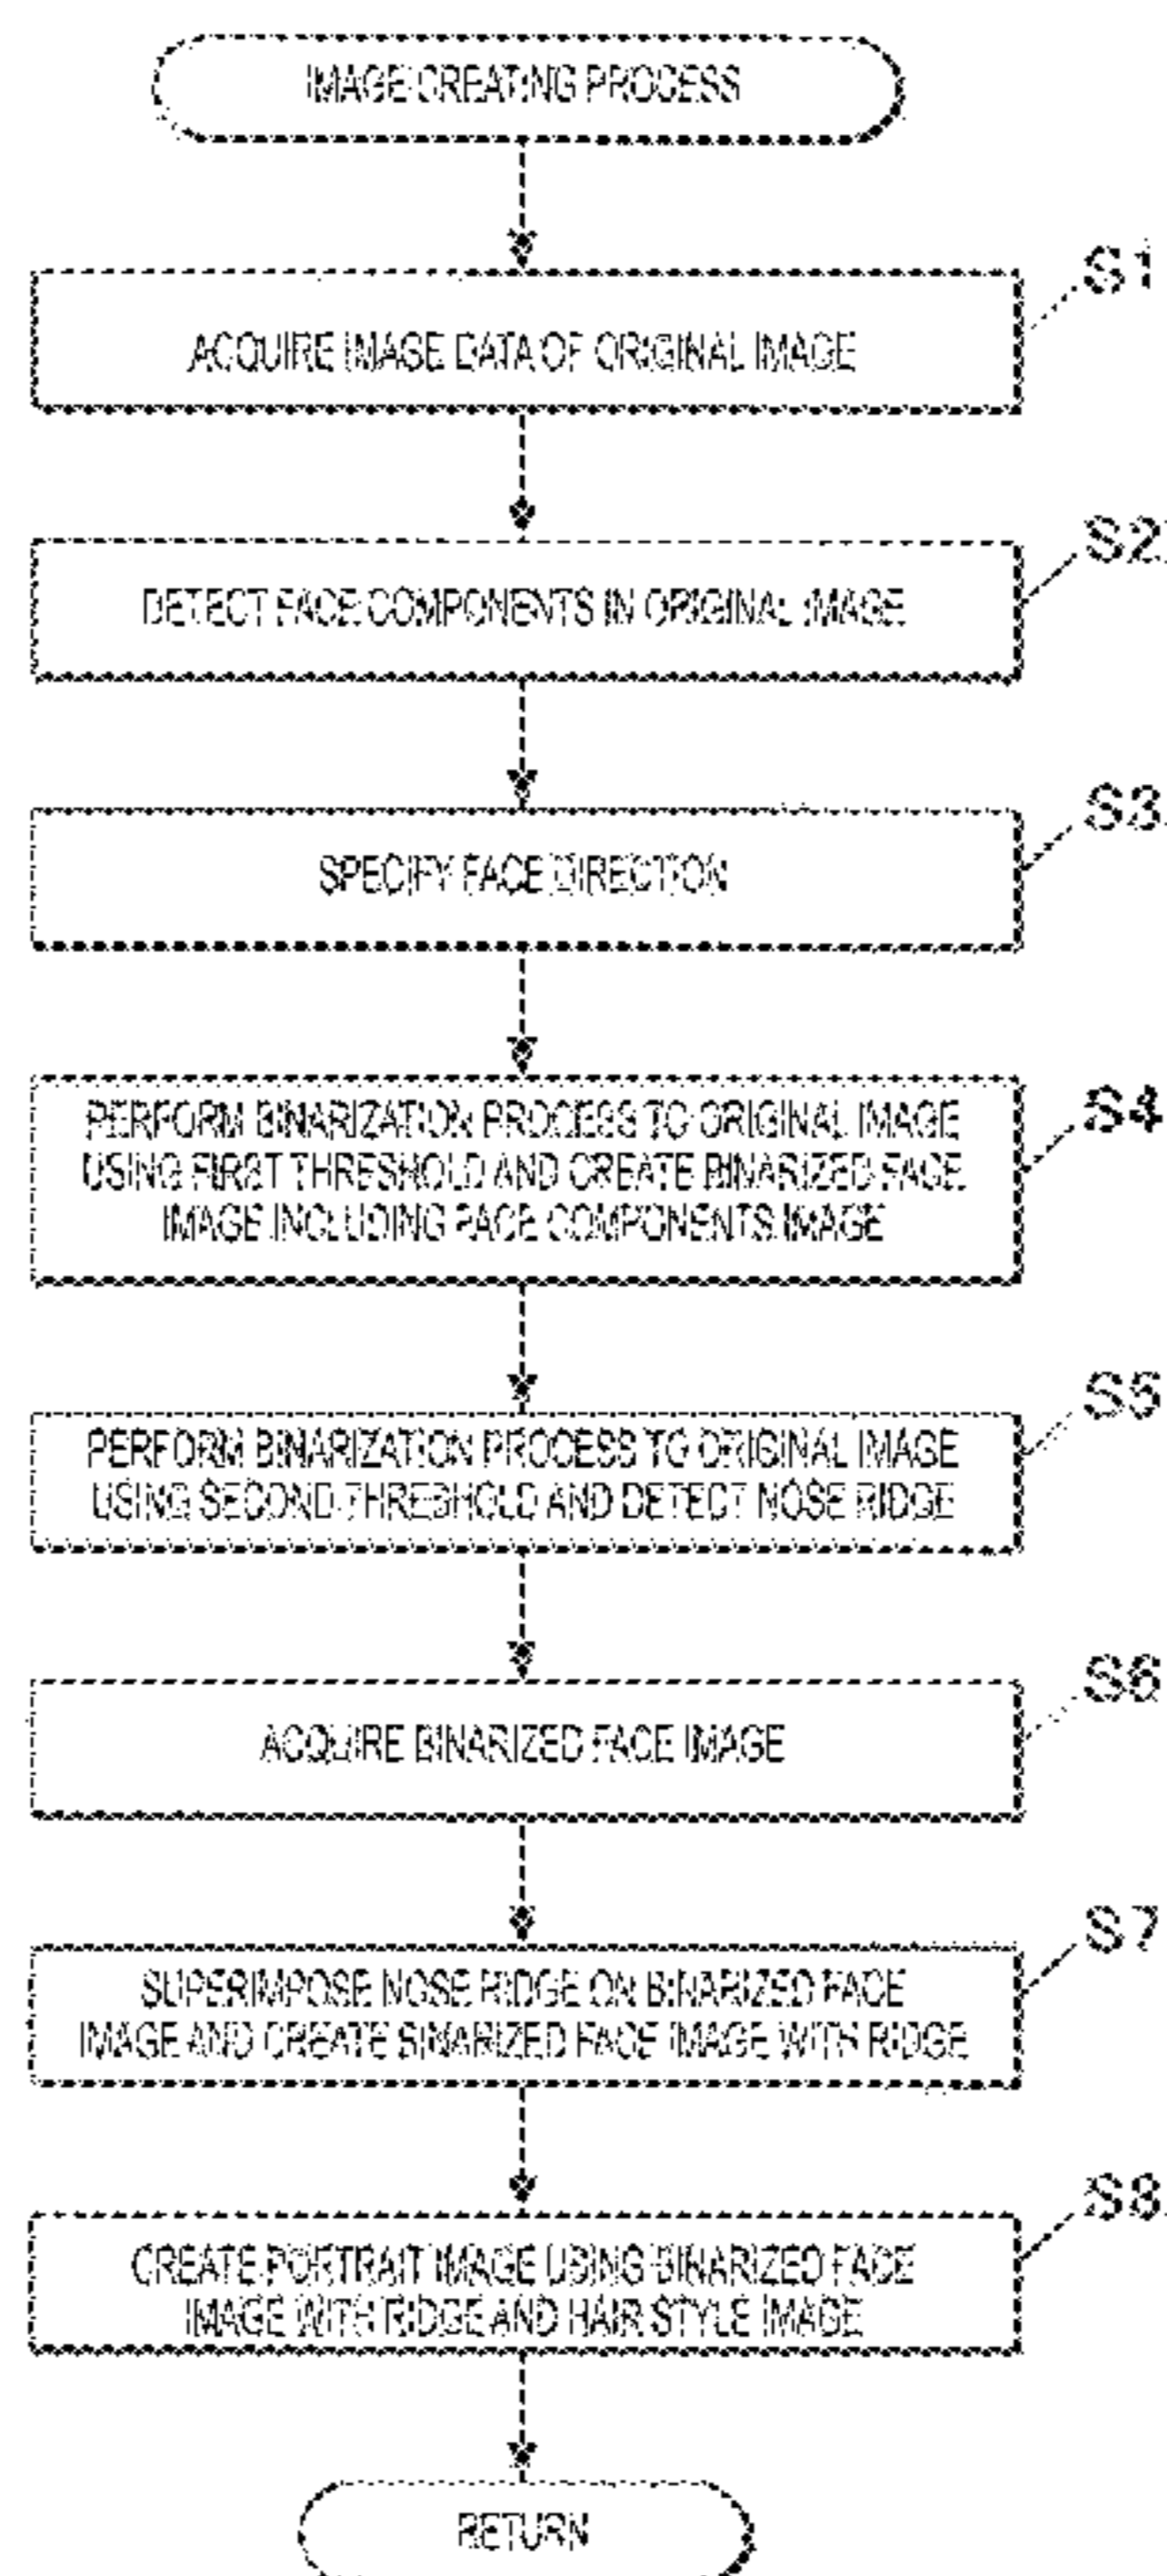 IMAGE CREATING PROCESS
S1
ACQUIRE IMAGE DATA OF ORIGINAL IMAGE
S2
DETECT FACE COMPONENTS IN ORIGINAL IMAGE
S3
SPECIFY FACE DIRECTION
S4
PERFORM BINARIZATION PROCESS TO ORIGINAL IMAGE
USING FIRST THRESHOLD AND CREATE BINARIZED FACE
IMAGE INCLUDING FACE COMPONENTS IMAGE
S5
PERFORM BINARIZATION PROCESS TO ORIGINAL IMAGE
USING SECOND THRESHOLD AND DETECT NOSE RIDGE
S6
ACQUIRE BINARIZED FACE IMAGE
S7
SUPERIMPOSE NOSE RIDGE ON BINARIZED FACE
IMAGE AND CREATE BINARIZED FACE IMAGE WITH RIDGE
S8
CREATE PORTRAIT IMAGE USING BINARIZED FACE
IMAGE WITH RIDGE AND HAIR STYLE IMAGE
RETURN